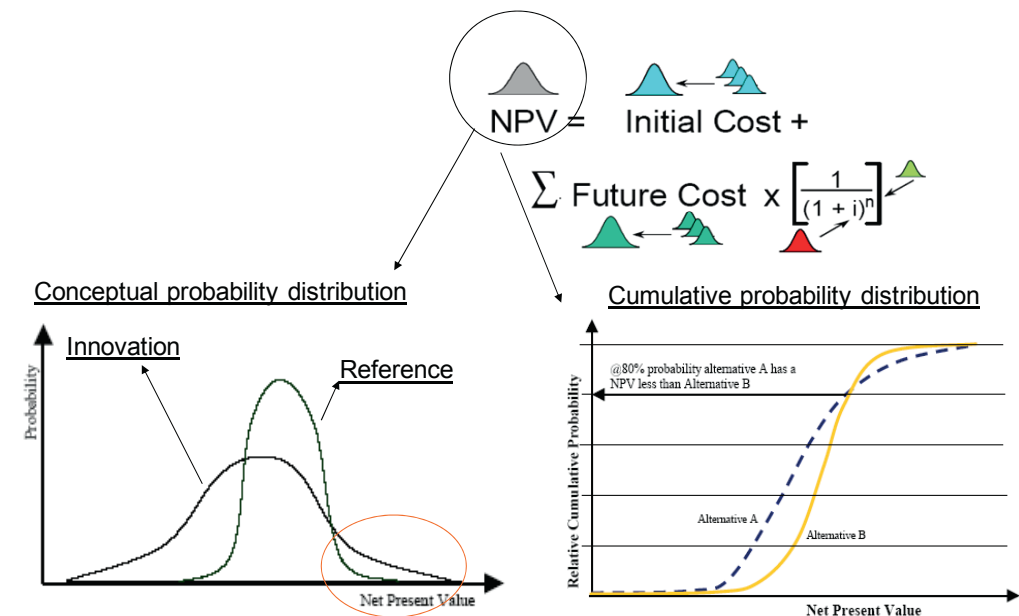 NPV = Initial Cost +
∑ Future Cost x [ 1 / (1 + i)ⁿ ]
Conceptual probability distribution
Innovation
Reference
Probability
Net Present Value
Cumulative probability distribution
@80% probability alternative A has a
NPV less than Alternative B
Relative Cumulative Probability
Alternative A
Alternative B
Net Present Value